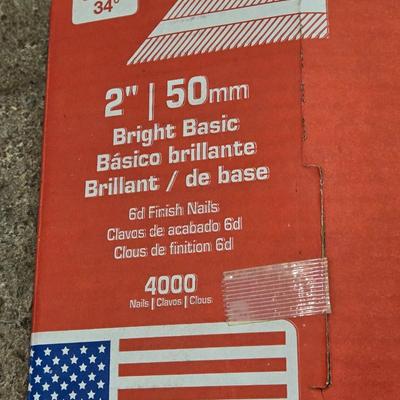 34°
2" | 50mm
Bright Basic
Básico brillante
Brillant / de base
6d Finish Nails
Clavos de acabado 6d
Clous de finition 6d
4000
Nails | Clavos | Clous